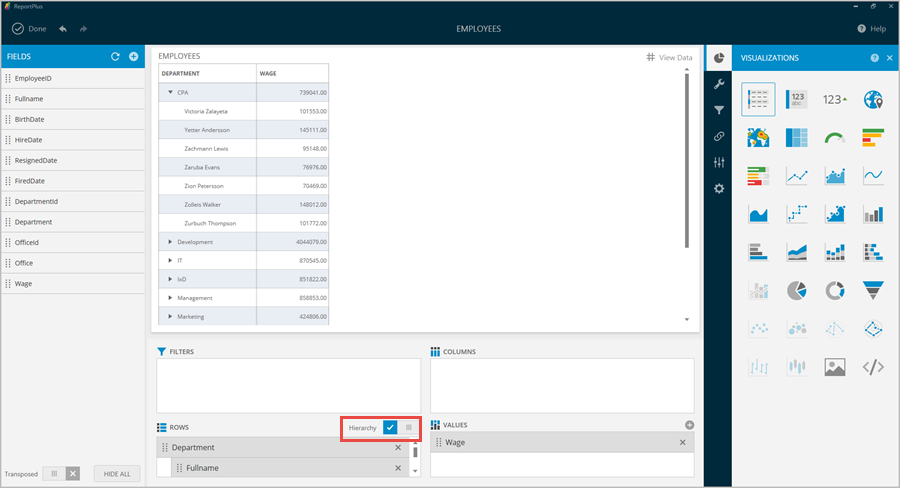 ReportPlus
Done
EMPLOYEES
Help
FIELDS
EmployeeID
Fullname
BirthDate
HireDate
ResignedDate
FiredDate
DepartmentId
Department
OfficeId
Office
Wage
Transposed
HIDE ALL
EMPLOYEES
View Data
DEPARTMENT WAGE
CPA 739041.00
Victoria Zalayeta 101553.00
Yetter Andersson 145111.00
Zachmann Lewis 95148.00
Zaruba Evans 76976.00
Zion Petersson 70469.00
Zolleis Walker 148012.00
Zurbuch Thompson 101772.00
Development 4044079.00
IT 870545.00
IxD 851822.00
Management 858853.00
Marketing 424806.00
FILTERS
COLUMNS
ROWS
Hierarchy
Department
Fullname
VALUES
Wage
VISUALIZATIONS
123
abc
123